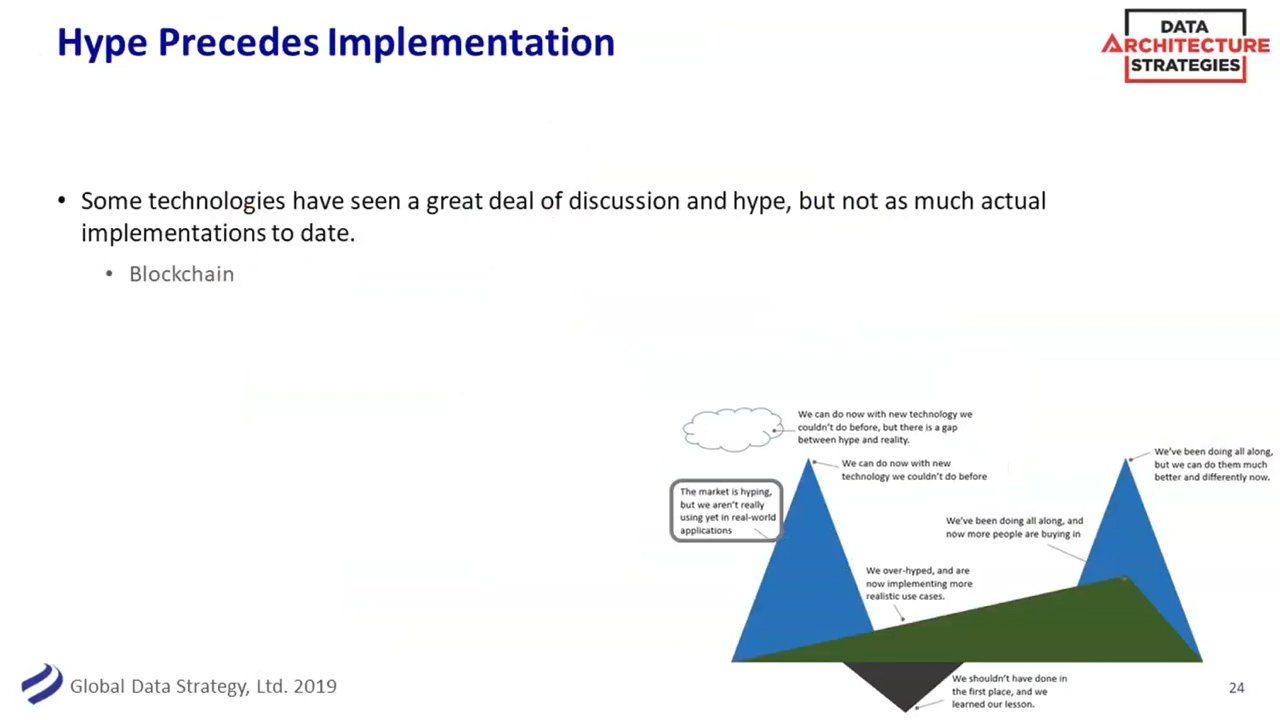 Hype Precedes Implementation
DATA
ARCHITECTURE
STRATEGIES
• Some technologies have seen a great deal of discussion and hype, but not as much actual
implementations to date.
• Blockchain
We can do now with new technology we
couldn't do before, but there is a gap
between hype and reality.
We can do now with new
technology we couldn't do before
The market is hyping,
but we aren't really
using yet in real-world
applications
We've been doing all along,
but we can do them much
better and differently now.
We've been doing all along, and
now more people are buying in
We over-hyped, and are
now implementing more
realistic use cases.
We shouldn't have done in
the first place, and we
learned our lesson.
Global Data Strategy, Ltd. 2019
24